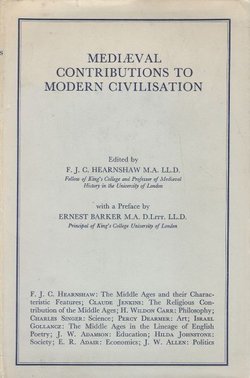 MEDIÆVAL
CONTRIBUTIONS TO
MODERN CIVILISATION
Edited by
F. J. C. HEARNSHAW M.A. LL.D.
Fellow of King's College and Professor of Mediæval
History in the University of London
with a Preface by
ERNEST BARKER M.A. D.LITT. LL.D.
Principal of King's College University of London
F. J. C. HEARNSHAW: The Middle Ages and their Charac-
teristic Features; CLAUDE JENKINS: The Religious Con-
tribution of the Middle Ages; H. WILDON CARR: Philosophy;
CHARLES SINGER: Science; PERCY DEARMER: Art; ISRAEL
GOLLANCZ: The Middle Ages in the Lineage of English
Poetry; J. W. ADAMSON: Education; HILDA JOHNSTONE:
Society; E. R. ADAIR: Economics; J. W. ALLEN: Politics